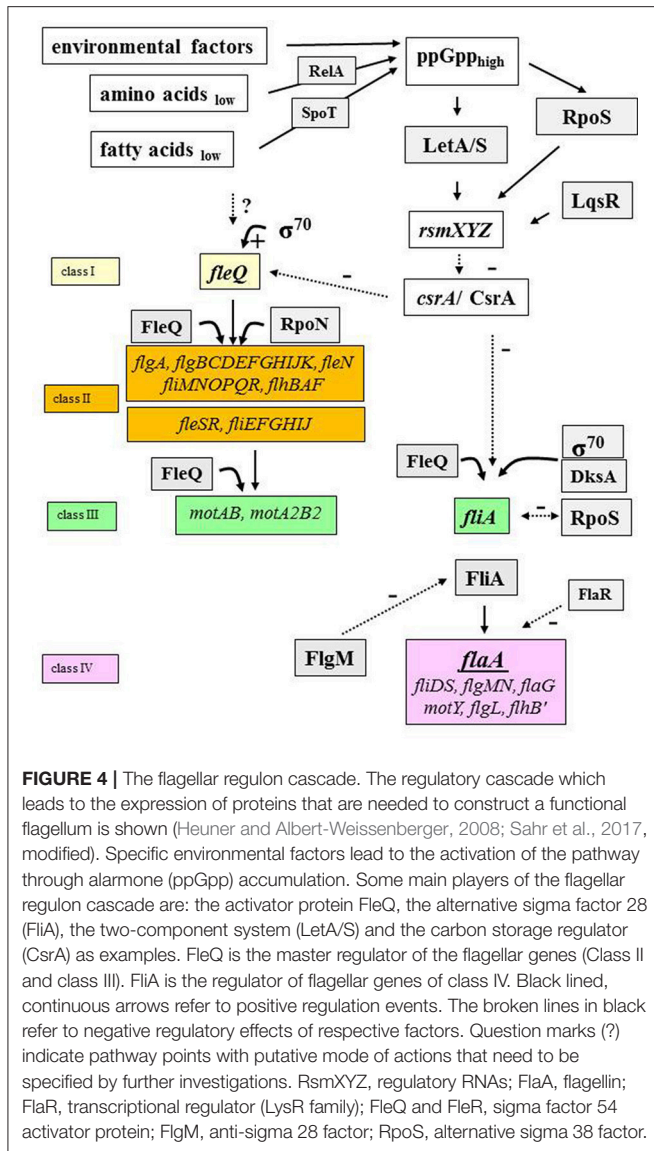 environmental factors
ppGpp high
RelA
amino acids low
SpoT
RpoS
fatty acids low
LetA/S
LqsR
?
σ70
+
rsmXYZ
class I
fleQ
–
–
csrA/ CsrA
FleQ
RpoN
–
flgA, flgBCDEFGHIJK, fleN
fliMNOPQR, flhBAF
class II
fleSR, fliEFGHIJ
σ70
FleQ
FleQ
DksA
class III
motAB, motA2B2
fliA
–
RpoS
FliA
–
FlaR
–
FlgM
class IV
flaA
fliDS, flgMN, flaG
motY, flgL, flhB'
FIGURE 4 | The flagellar regulon cascade. The regulatory cascade which
leads to the expression of proteins that are needed to construct a functional
flagellum is shown (Heuner and Albert-Weissenberger, 2008; Sahr et al., 2017,
modified). Specific environmental factors lead to the activation of the pathway
through alarmone (ppGpp) accumulation. Some main players of the flagellar
regulon cascade are: the activator protein FleQ, the alternative sigma factor 28
(FliA), the two-component system (LetA/S) and the carbon storage regulator
(CsrA) as examples. FleQ is the master regulator of the flagellar genes (Class II
and class III). FliA is the regulator of flagellar genes of class IV. Black lined,
continuous arrows refer to positive regulation events. The broken lines in black
refer to negative regulatory effects of respective factors. Question marks (?)
indicate pathway points with putative mode of actions that need to be
specified by further investigations. RsmXYZ, regulatory RNAs; FlaA, flagellin;
FlaR, transcriptional regulator (LysR family); FleQ and FleR, sigma factor 54
activator protein; FlgM, anti-sigma 28 factor; RpoS, alternative sigma 38 factor.